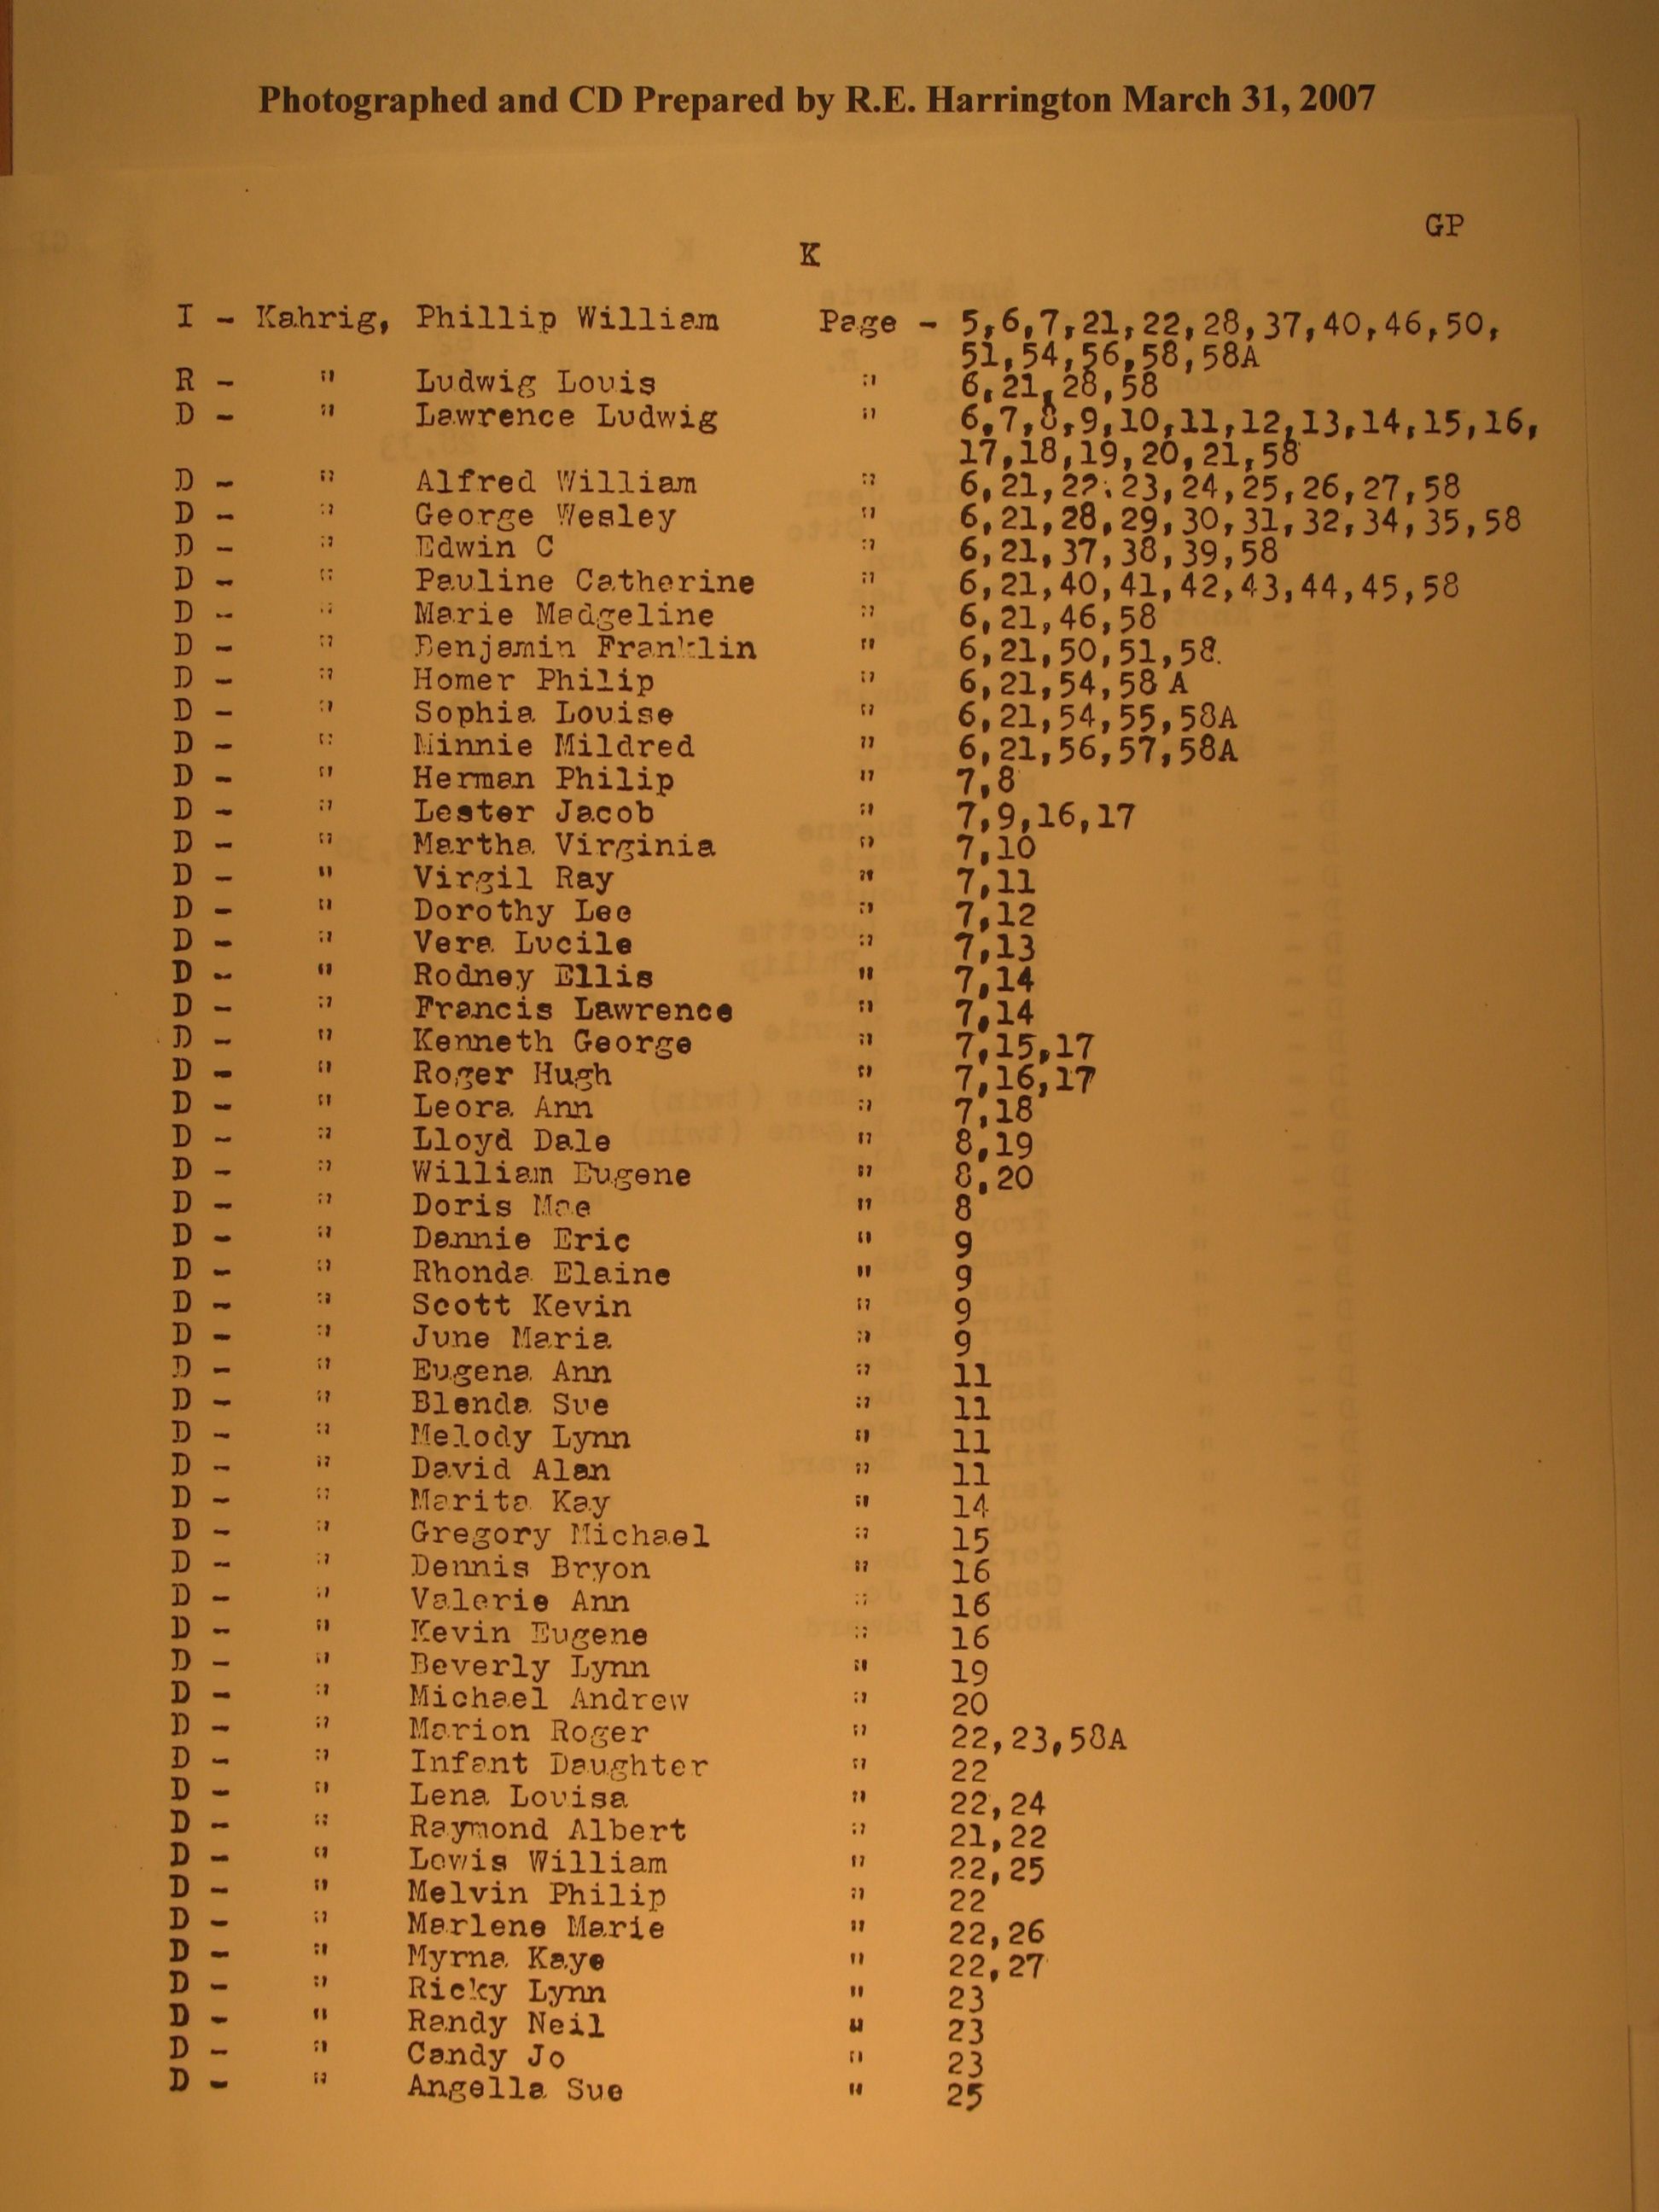 Photographed and CD Prepared by R.E. Harrington March 31, 2007
GP
K
I - Kahrig, Phillip William Page - 5,6,7,21,22,28,37,40,46,50,
51,54,56,58,58A
R - " Ludwig Louis " 6,21,28,58
D - " Lawrence Ludwig " 6,7,8,9,10,11,12,13,14,15,16,
17,18,19,20,21,58
D - " Alfred William " 6,21,22,23,24,25,26,27,58
D - " George Wesley " 6,21,28,29,30,31,32,34,35,58
D - " Edwin C " 6,21,37,38,39,58
D - " Pauline Catherine " 6,21,40,41,42,43,44,45,58
D - " Marie Madgeline " 6,21,46,58
D - " Benjamin Franklin " 6,21,50,51,58.
D - " Homer Philip " 6,21,54,58 A
D - " Sophia Louise " 6,21,54,55,58A
D - " Minnie Mildred " 6,21,56,57,58A
D - " Herman Philip " 7,8
D - " Lester Jacob " 7,9,16,17
D - " Martha Virginia " 7,10
D - " Virgil Ray " 7,11
D - " Dorothy Lee " 7,12
D - " Vera Lucile " 7,13
D - " Rodney Ellis " 7,14
D - " Francis Lawrence " 7,14
D - " Kenneth George " 7,15,17
D - " Roger Hugh " 7,16,17
D - " Leora Ann " 7,18
D - " Lloyd Dale " 8,19
D - " William Eugene " 8,20
D - " Doris Mae " 8
D - " Dannie Eric " 9
D - " Rhonda Elaine " 9
D - " Scott Kevin " 9
D - " June Maria " 9
D - " Eugena Ann " 11
D - " Blenda Sue " 11
D - " Melody Lynn " 11
D - " David Alan " 11
D - " Marita Kay " 14
D - " Gregory Michael " 15
D - " Dennis Bryon " 16
D - " Valerie Ann " 16
D - " Kevin Eugene " 16
D - " Beverly Lynn " 19
D - " Michael Andrew " 20
D - " Marion Roger " 22,23,58A
D - " Infant Daughter " 22
D - " Lena Louisa " 22,24
D - " Raymond Albert " 21,22
D - " Lewis William " 22,25
D - " Melvin Philip " 22
D - " Marlene Marie " 22,26
D - " Myrna Kaye " 22,27
D - " Ricky Lynn " 23
D - " Randy Neil " 23
D - " Candy Jo " 23
D - " Angella Sue " 25